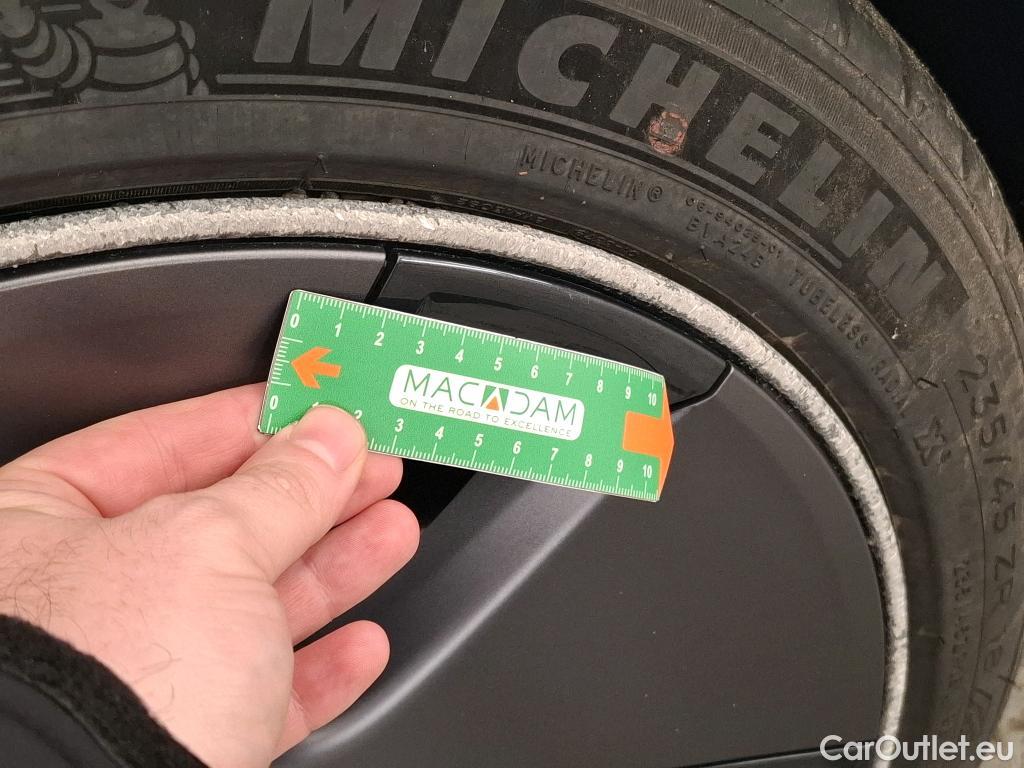 MICHELIN
MICHELIN®
TUBELESS
235/45 ZR 18
0 1 2 3 4 5 6 7 8 9 10
MACADAM
ON THE ROAD TO EXCELLENCE
0 1 2 3 4 5 6 7 8 9 10
CarOutlet.eu